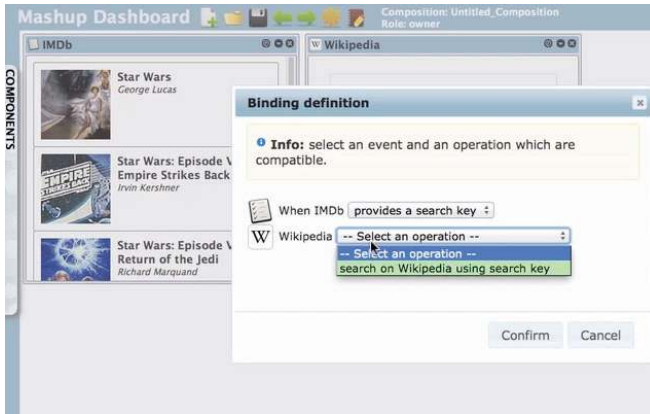 Mashup Dashboard
Composition: Untitled_Composition
Role: owner
COMPONENTS
IMDb
Star Wars
George Lucas
Star Wars: Episode V
Empire Strikes Back
Irvin Kershner
Star Wars: Episode V
Return of the Jedi
Richard Marquand
W Wikipedia
Binding definition
Info: select an event and an operation which are
compatible.
When IMDb provides a search key
W Wikipedia -- Select an operation --
-- Select an operation --
search on Wikipedia using search key
Confirm Cancel